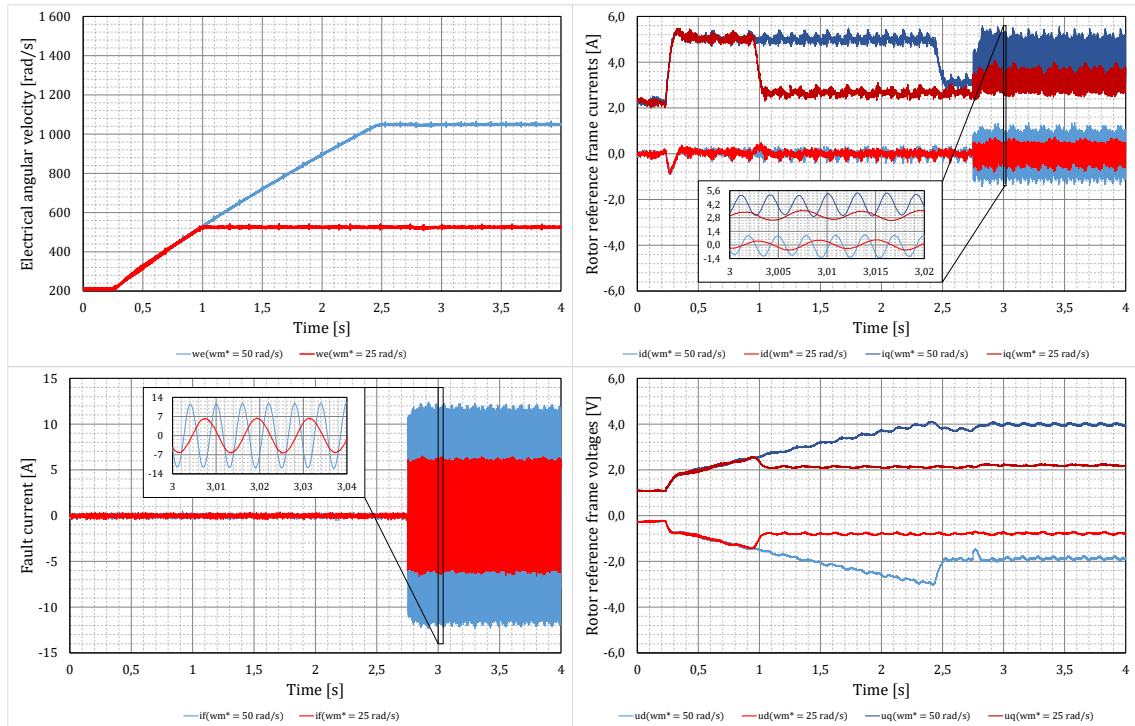 Electrical angular velocity [rad/s]
1 600
1 400
1 200
1 000
800
600
400
200
0 0,5 1 1,5 2 2,5 3 3,5 4
Time [s]
we(wm* = 50 rad/s) we(wm* = 25 rad/s)
Rotor reference frame currents [A]
6,0
4,0
2,0
0,0
-2,0
-4,0
-6,0
5,6
4,2
2,8
1,4
0,0
-1,4
3 3,005 3,01 3,015 3,02
0 0,5 1 1,5 2 2,5 3 3,5 4
Time [s]
id(wm* = 50 rad/s) id(wm* = 25 rad/s) iq(wm* = 50 rad/s) iq(wm* = 25 rad/s)
Fault current [A]
15
10
5
0
-5
-10
-15
14
7
0
-7
-14
3 3,01 3,02 3,03 3,04
0 0,5 1 1,5 2 2,5 3 3,5 4
Time [s]
if(wm* = 50 rad/s) if(wm* = 25 rad/s)
Rotor reference frame voltages [V]
6,0
4,0
2,0
0,0
-2,0
-4,0
-6,0
0 0,5 1 1,5 2 2,5 3 3,5 4
Time [s]
ud(wm* = 50 rad/s) ud(wm* = 25 rad/s) uq(wm* = 50 rad/s) uq(wm* = 25 rad/s)